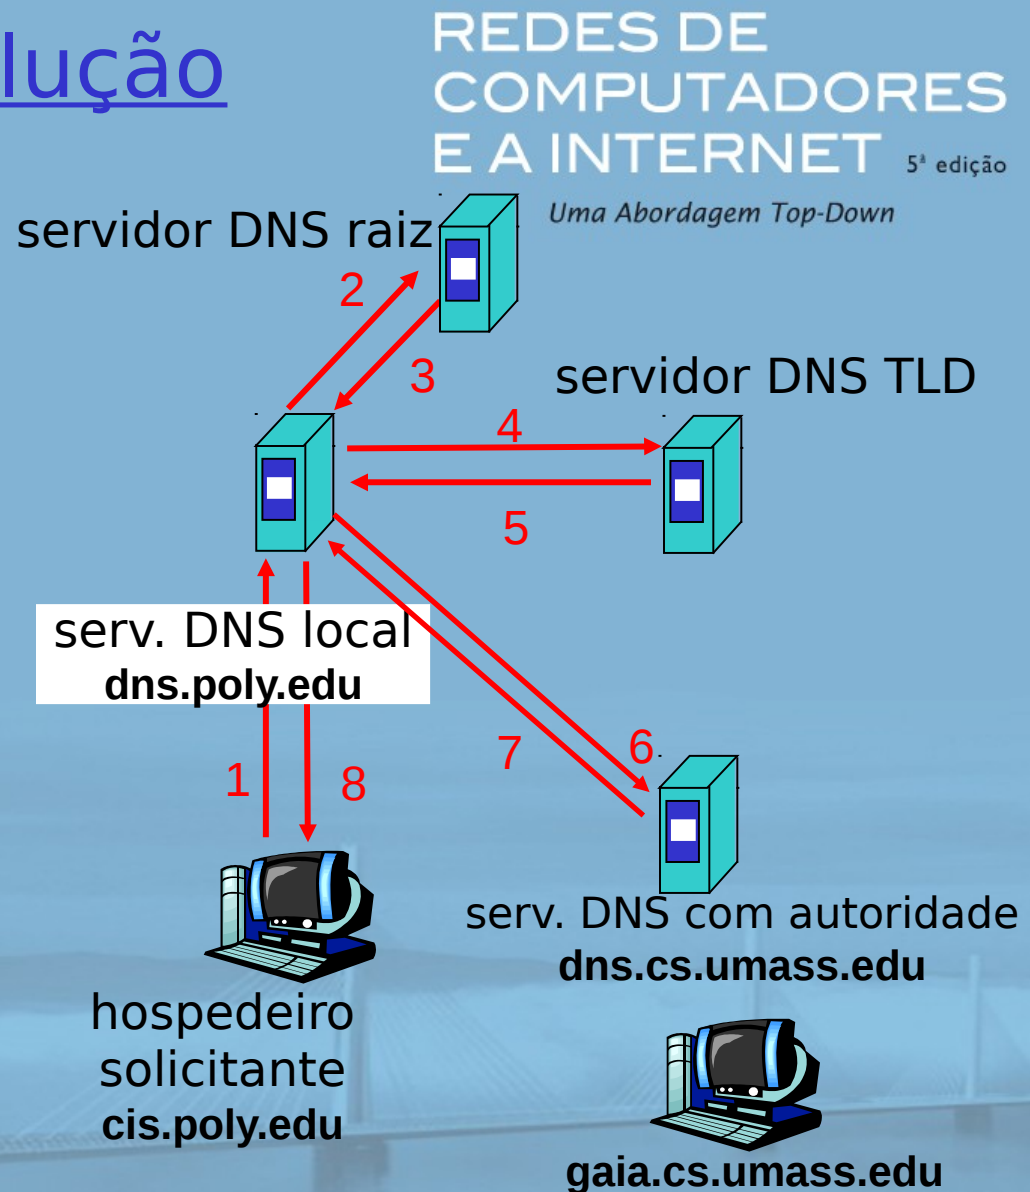 lução
REDES DE
COMPUTADORES
E A INTERNET 5ª edição
Uma Abordagem Top-Down
servidor DNS raiz
2
3
servidor DNS TLD
4
5
serv. DNS local
dns.poly.edu
7
6
1
8
serv. DNS com autoridade
dns.cs.umass.edu
hospedeiro
solicitante
cis.poly.edu
gaia.cs.umass.edu